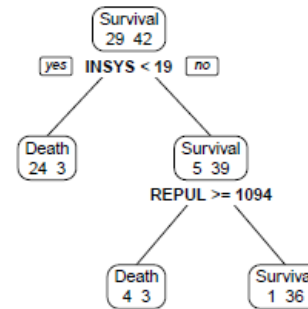 Survival
29 42
yes INSYS < 19 no
Death
24 3
Survival
5 39
REPUL >= 1094
Death
4 3
Survival
1 36